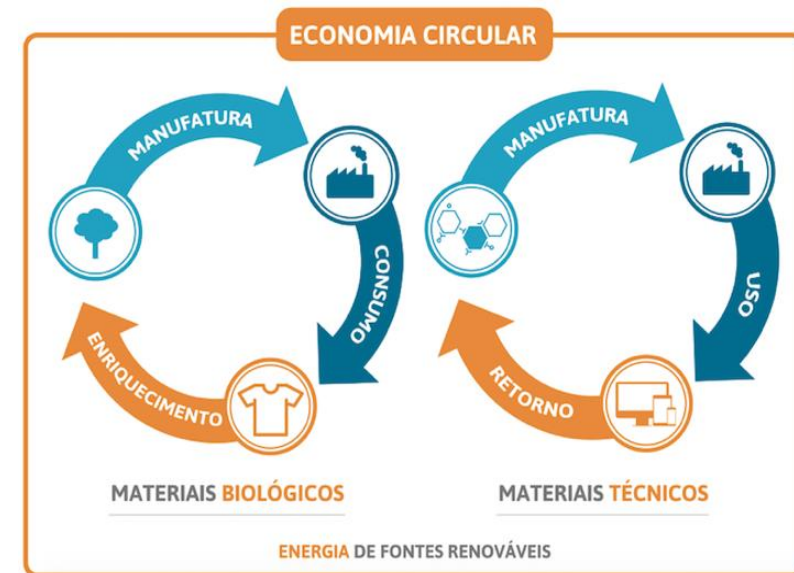 ECONOMIA CIRCULAR
MANUFATURA
CONSUMO
ENRIQUECIMENTO
MATERIAIS BIOLÓGICOS
MANUFATURA
USO
RETORNO
MATERIAIS TÉCNICOS
ENERGIA DE FONTES RENOVÁVEIS